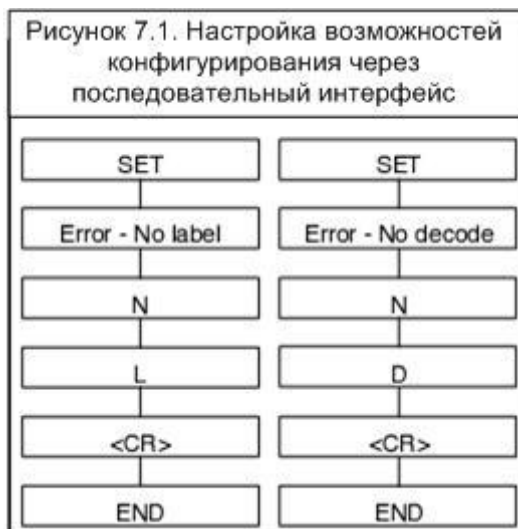 Рисунок 7.1. Настройка возможностей
конфигурирования через
последовательный интерфейс
SET
Error - No label
N
L
<CR>
END
SET
Error - No decode
N
D
<CR>
END